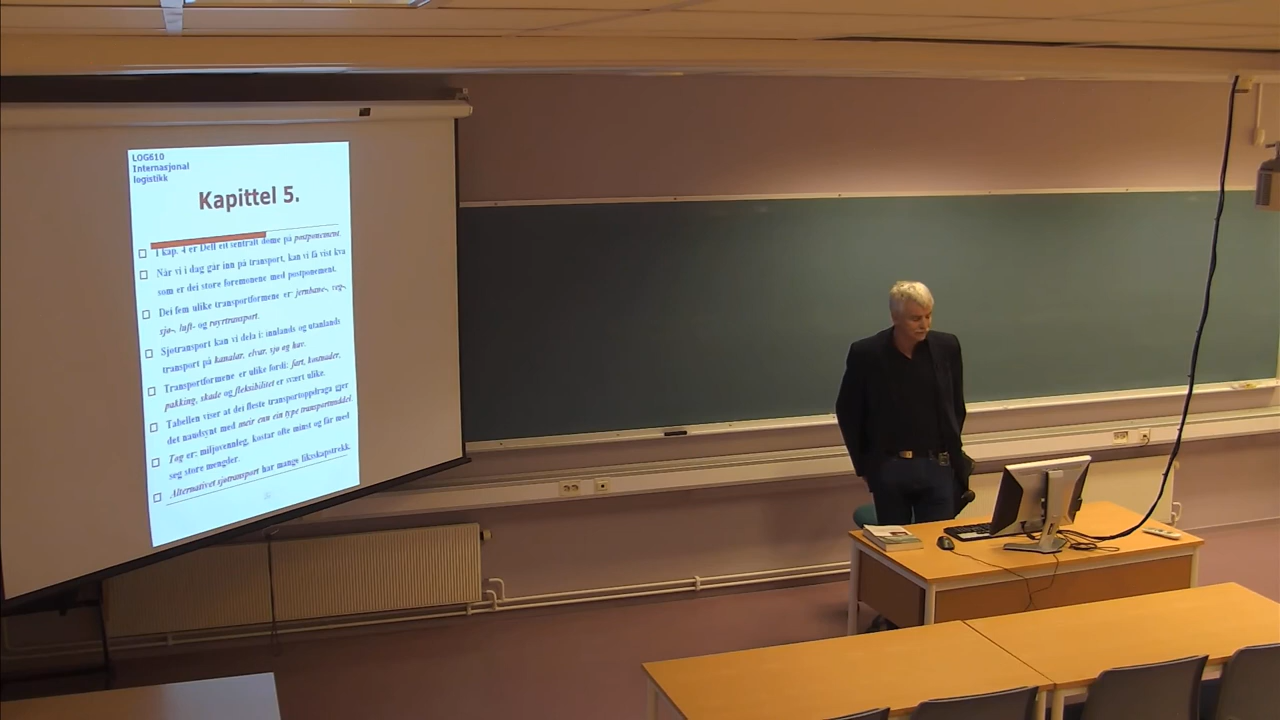 LOG610
Internasjonal
logistikk
Kapittel 5.
I kap. 4 er Dell eit sentralt døme på postponement.
Når vi i dag går inn på transport, kan vi få vist kva
som er dei store føremonene med postponement.
Dei fem ulike transportformene er: jernbane-, veg-,
sjø-, luft- og røyrtransport.
Sjøtransport kan vi dela i: innlands og utanlands
transport på kanalar, elvar, sjø og hav.
Transportformene er ulike fordi: fart, kostnader,
pakking, skade og fleksibilitet er svært ulike.
Tabellen viser at dei fleste transportoppdraga gjer
det naudsynt med meir enn ein type transportmiddel.
Tog er: miljøvennleg, kostar ofte minst og får med
seg store mengder.
Alternativet sjøtransport har mange likskapstrekk.